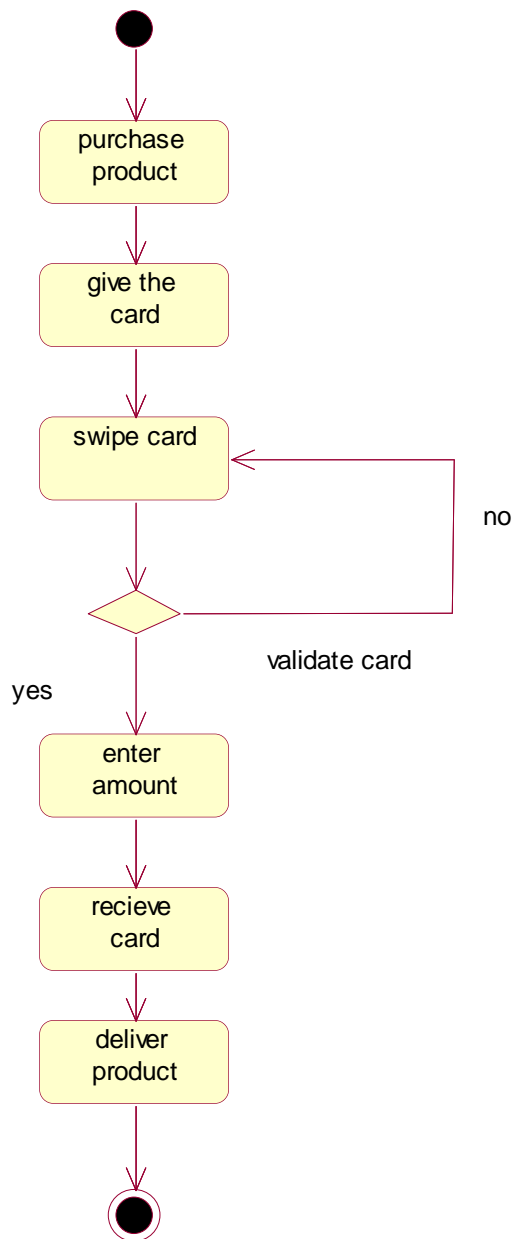 purchase
product
give the
card
swipe card
no
validate card
yes
enter
amount
recieve
card
deliver
product